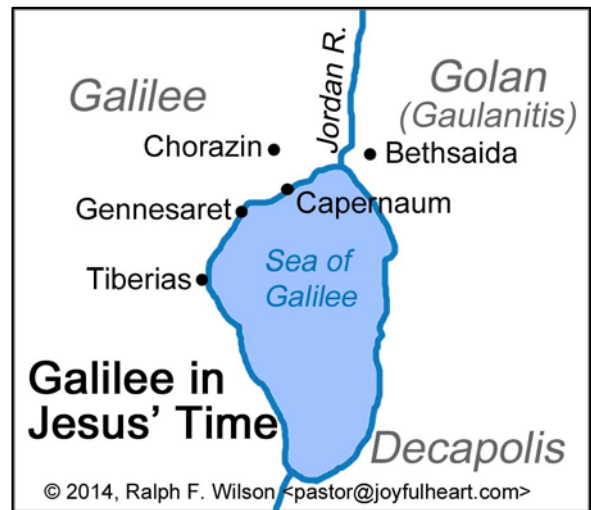 Galilee
Jordan R.
Golan
(Gaulanitis)
Chorazin
Bethsaida
Capernaum
Gennesaret
Tiberias
Sea of
Galilee
Galilee in
Jesus’ Time
Decapolis
© 2014, Ralph F. Wilson <pastor@joyfulheart.com>